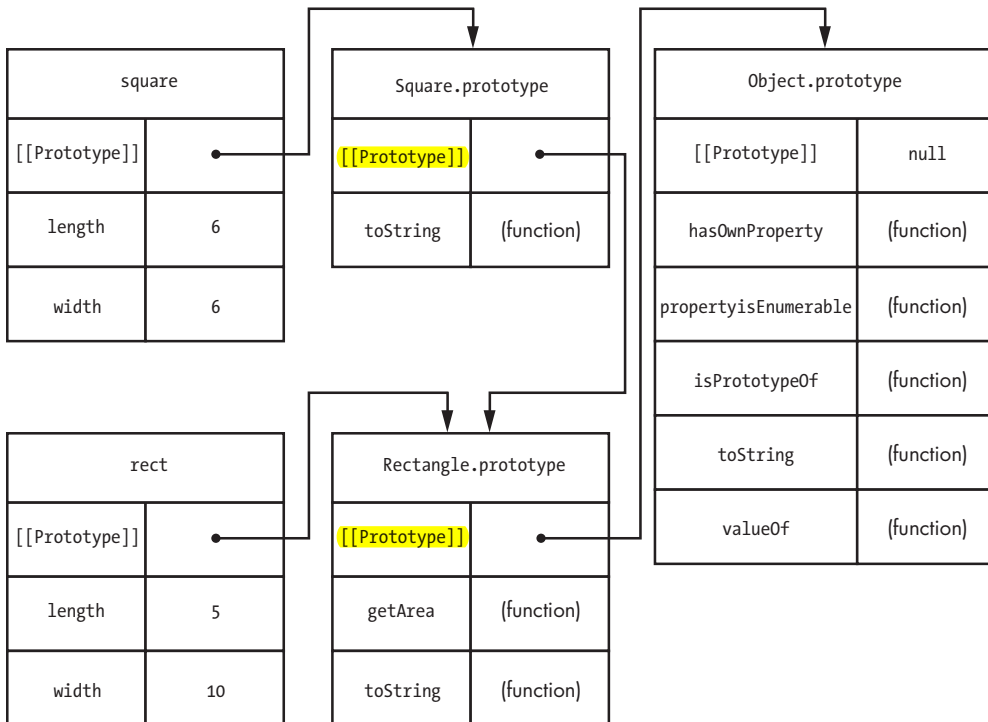 square
[[Prototype]]
length 6
width 6
Square.prototype
[[Prototype]]
toString (function)
Object.prototype
[[Prototype]] null
hasOwnProperty (function)
propertyisEnumerable (function)
isPrototypeOf (function)
toString (function)
valueOf (function)
rect
[[Prototype]]
length 5
width 10
Rectangle.prototype
[[Prototype]]
getArea (function)
toString (function)